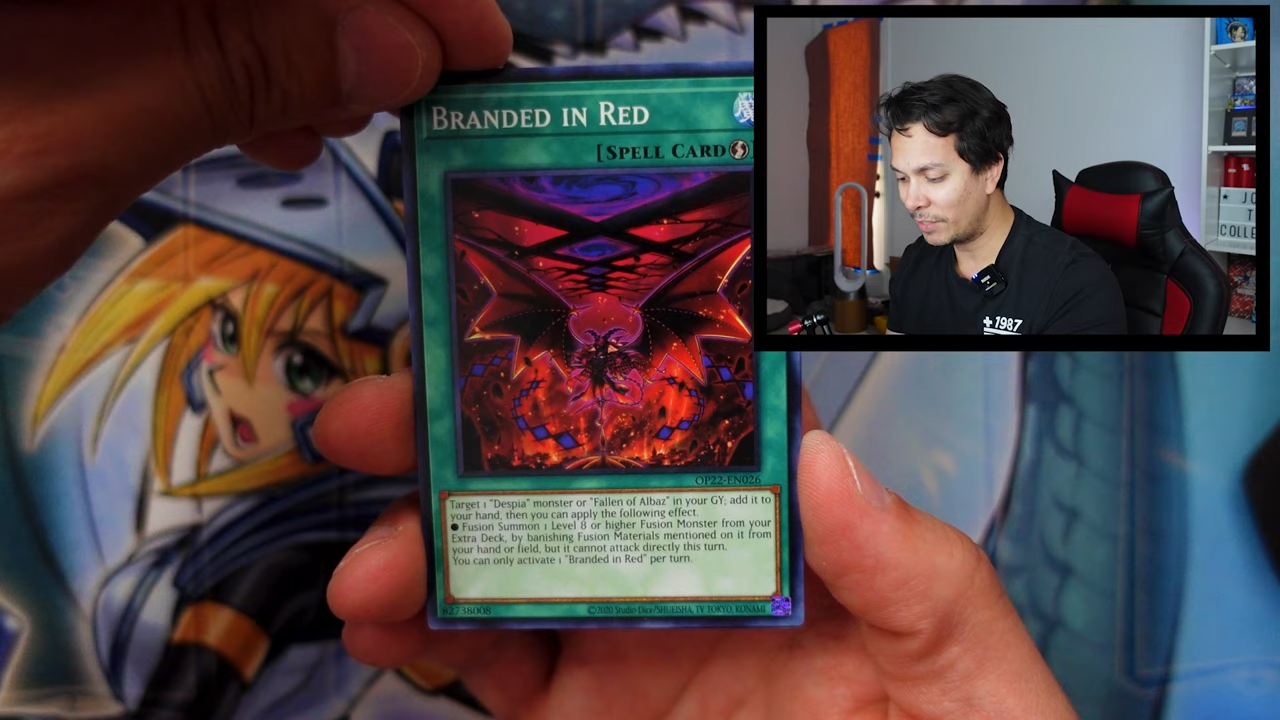 BRANDED IN RED
[SPELL CARD
OP22-EN026
Target 1 "Despia" monster or "Fallen of Albaz" in your GY; add it to
your hand, then you can apply the following effect.
● Fusion Summon 1 Level 8 or higher Fusion Monster from your
Extra Deck, by banishing Fusion Materials mentioned on it from
your hand or field, but it cannot attack directly this turn.
You can only activate 1 "Branded in Red" per turn.
82738008
©2020 Studio Dice/SHUEISHA, TV TOKYO, KONAMI
+ 1987
JO
T
COLLE